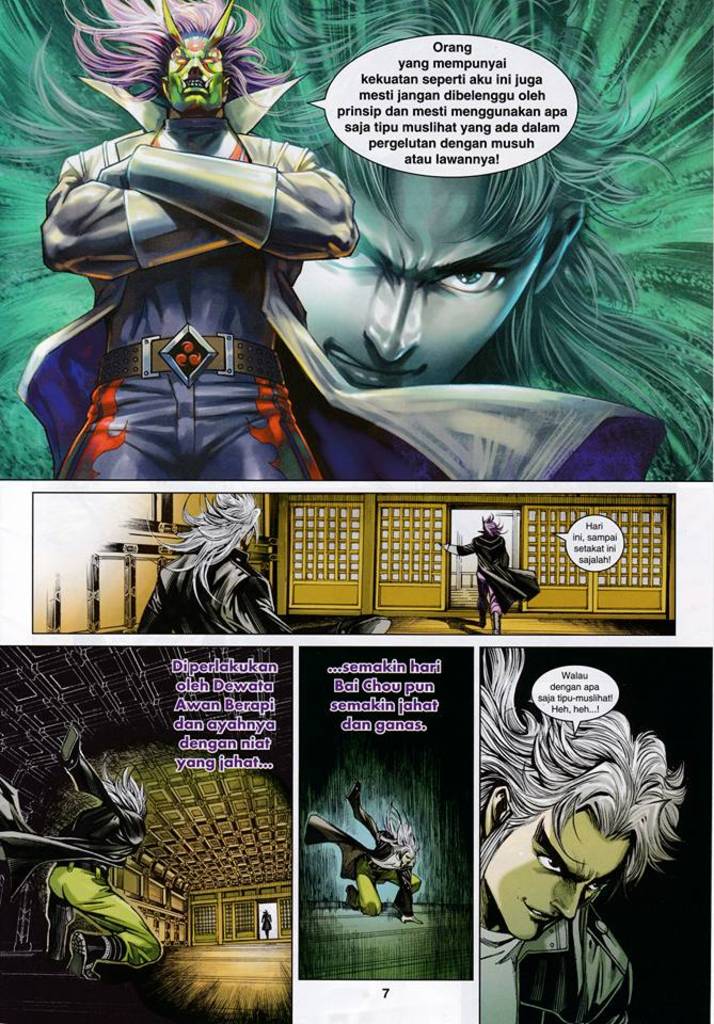 Orang
yang mempunyai
kekuatan seperti aku ini juga
mesti jangan dibelenggu oleh
prinsip dan mesti menggunakan apa
saja tipu muslihat yang ada dalam
pergelutan dengan musuh
atau lawannya!
Hari
ini, sampai
setakat ini
sajalah!
Diperlakukan
oleh Dewata
Awan Berapi
dan ayahnya
dengan niat
yang jahat...
...semakin hari
Bai Chou pun
semakin jahat
dan ganas.
Walau
dengan apa
saja tipu-muslihat!
Heh, heh...!
7